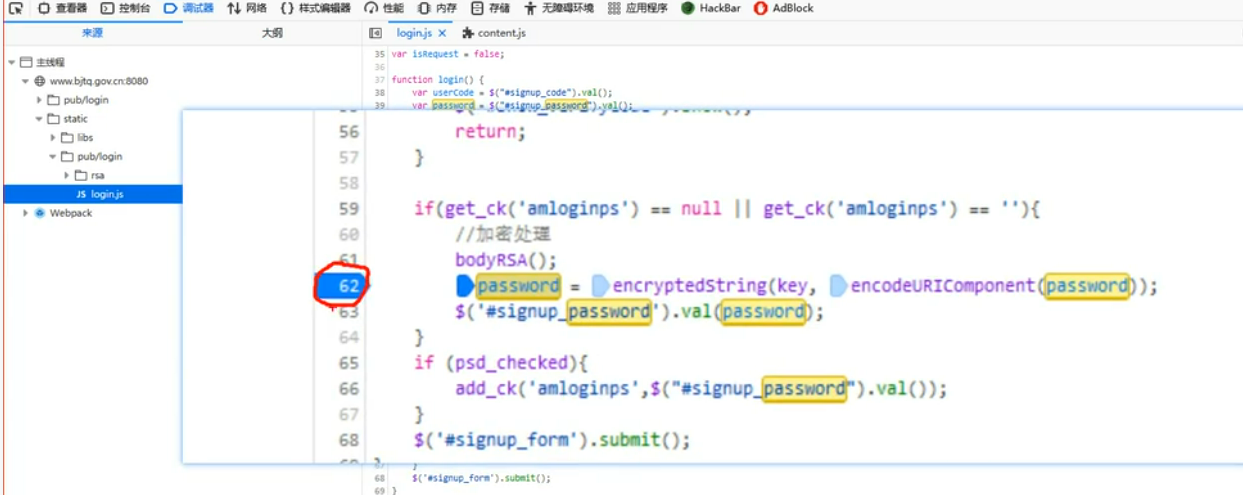 查看器 控制台 调试器 网络 {} 样式编辑器 性能 内存 存储 无障碍环境 应用程序 HackBar AdBlock
来源 大纲 login.js content.js
主线程
www.bjtq.gov.cn:8080
pub/login
static
libs
pub/login
rsa
JS login.js
Webpack
35 var isRequest = false;
36
37 function login() {
38 var userCode = $("#signup_code").val();
39 var password = $("#signup_password").val();
56 return;
57 }
58
59 if(get_ck('amloginps') == null || get_ck('amloginps') == ''){
60 //加密处理
61 bodyRSA();
62 password = encryptedString(key, encodeURIComponent(password));
63 $('#signup_password').val(password);
64 }
65 if (psd_checked){
66 add_ck('amloginps',$("#signup_password").val());
67 }
68 $('#signup_form').submit();
67 }
68 $('#signup_form').submit();
69 }